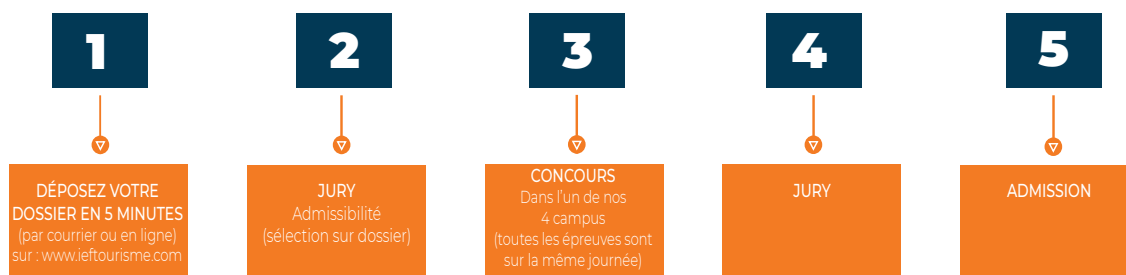 1
DÉPOSEZ VOTRE
DOSSIER EN 5 MINUTES
(par courrier ou en ligne)
sur : www.ieftourisme.com
2
JURY
Admissibilité
(sélection sur dossier)
3
CONCOURS
Dans l'un de nos
4 campus
(toutes les épreuves sont
sur la même journée)
4
JURY
5
ADMISSION